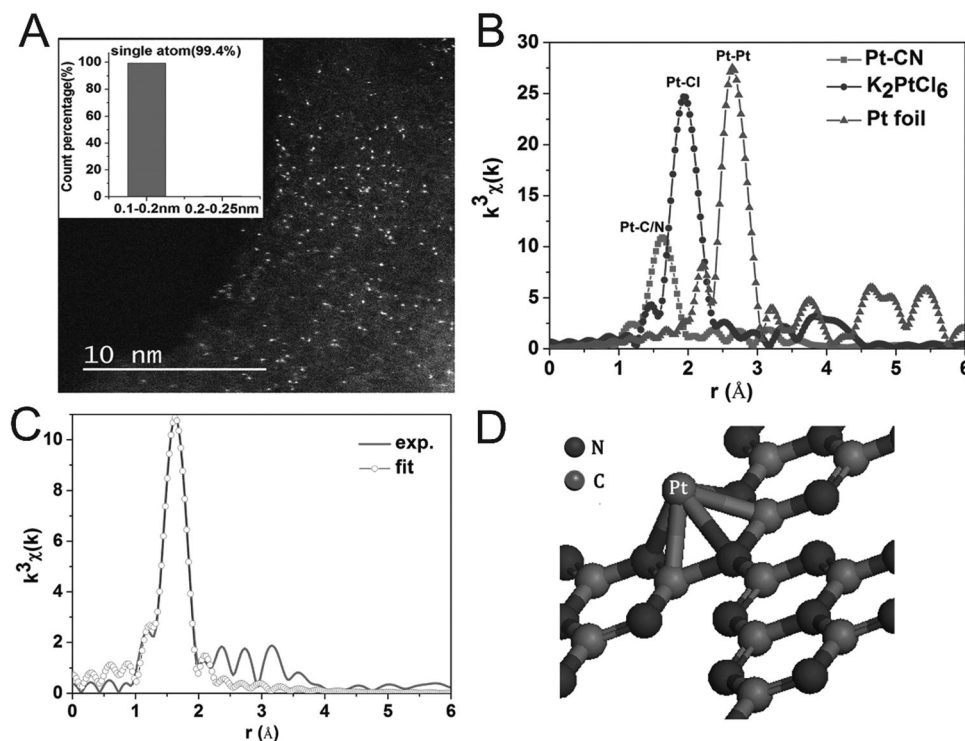 A
single atom(99.4%)
Count percentage(%)
100
80
60
40
20
0
0.1-0.2nm 0.2-0.25nm
10 nm
B
k³χ(k)
30
25
20
15
10
5
0
Pt-Pt
Pt-Cl
Pt-C/N
Pt-CN
K₂PtCl₆
Pt foil
0 1 2 3 4 5 6
r (Å)
C
k³χ(k)
10
8
6
4
2
0
exp.
fit
0 1 2 3 4 5 6
r (Å)
D
N
C
Pt